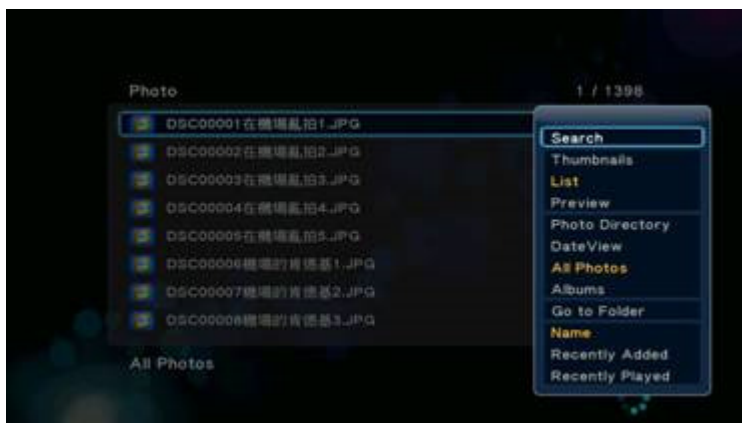 Photo
1 / 1398
DSC00001在機場亂拍1.JPG
DSC00002在機場亂拍2.JPG
DSC00003在機場亂拍3.JPG
DSC00004在機場亂拍4.JPG
DSC00005在機場亂拍5.JPG
DSC00006機場的肯德基1.JPG
DSC00007機場的肯德基2.JPG
DSC00008機場的肯德基3.JPG
All Photos
Search
Thumbnails
List
Preview
Photo Directory
DateView
All Photos
Albums
Go to Folder
Name
Recently Added
Recently Played